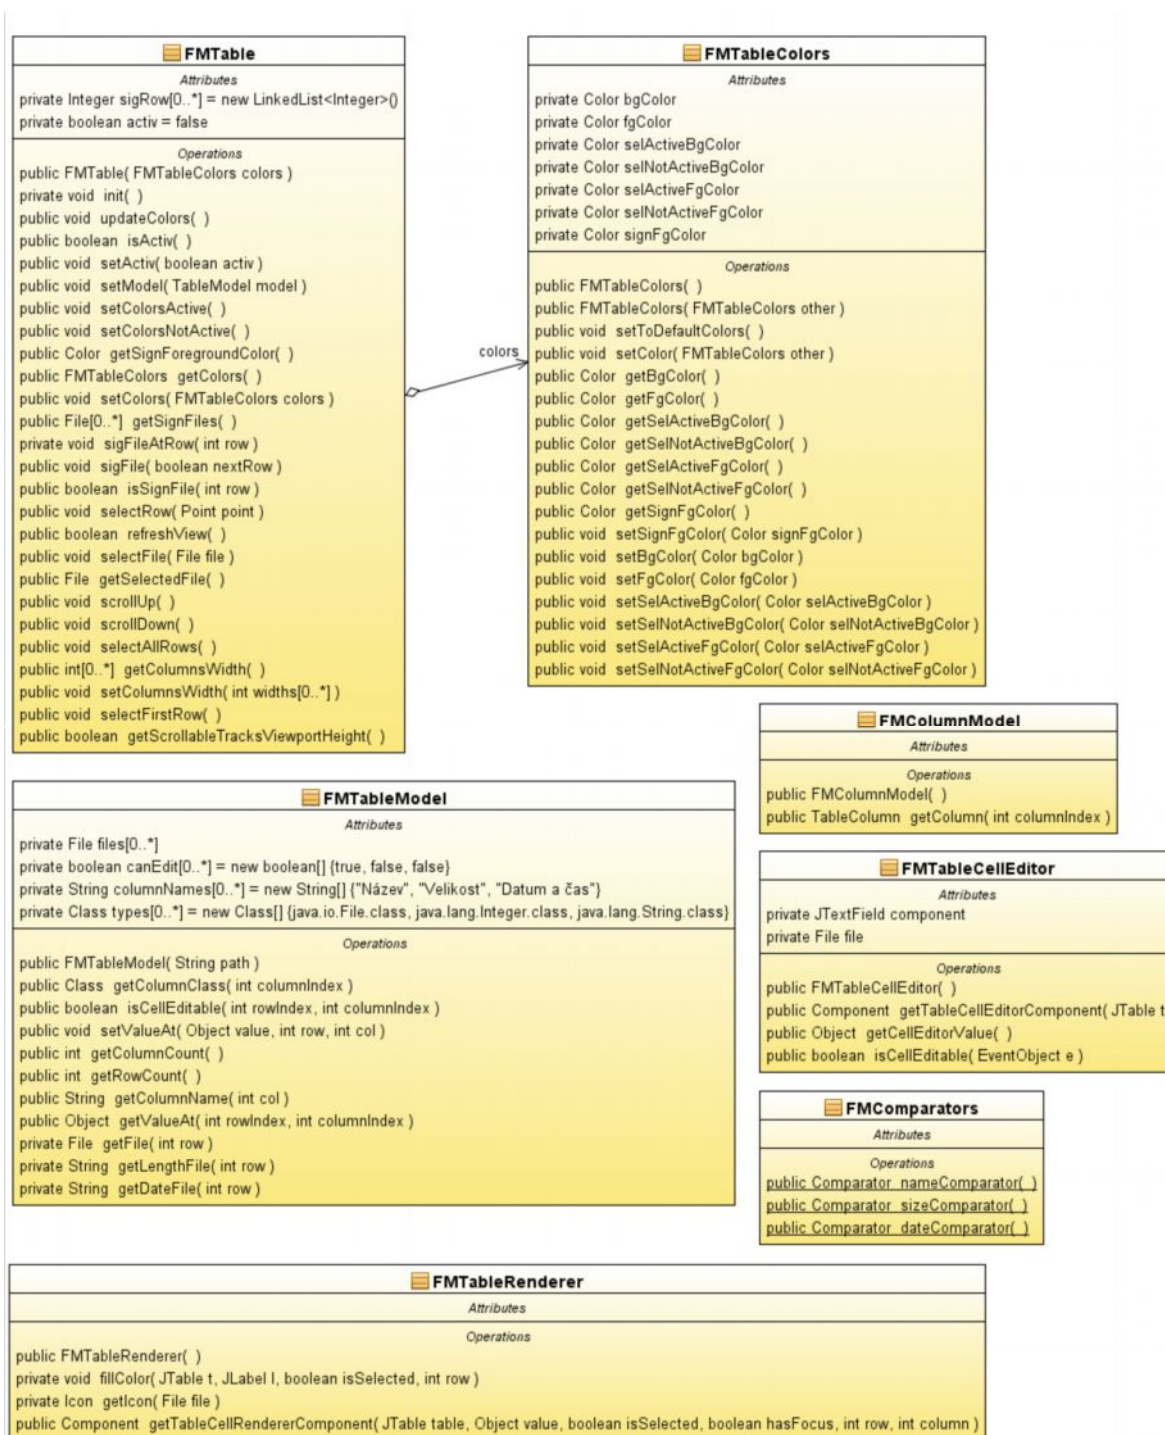 FMTable
Attributes
private Integer sigRow[0..*] = new LinkedList<Integer>()
private boolean activ = false
Operations
public FMTable( FMTableColors colors )
private void init( )
public void updateColors( )
public boolean isActiv( )
public void setActiv( boolean activ )
public void setModel( TableModel model )
public void setColorsActive( )
public void setColorsNotActive( )
public Color getSignForegroundColor( )
public FMTableColors getColors( )
public void setColors( FMTableColors colors )
public File[0..*] getSignFiles( )
private void sigFileAtRow( int row )
public void sigFile( boolean nextRow )
public boolean isSignFile( int row )
public void selectRow( Point point )
public boolean refreshView( )
public void selectFile( File file )
public File getSelectedFile( )
public void scrollUp( )
public void scrollDown( )
public void selectAllRows( )
public int[0..*] getColumnsWidth( )
public void setColumnsWidth( int widths[0..*] )
public void selectFirstRow( )
public boolean getScrollableTracksViewportHeight( )
colors
FMTableColors
Attributes
private Color bgColor
private Color fgColor
private Color selActiveBgColor
private Color selNotActiveBgColor
private Color selActiveFgColor
private Color selNotActiveFgColor
private Color signFgColor
Operations
public FMTableColors( )
public FMTableColors( FMTableColors other )
public void setToDefaultColors( )
public void setColor( FMTableColors other )
public Color getBgColor( )
public Color getFgColor( )
public Color getSelActiveBgColor( )
public Color getSelNotActiveBgColor( )
public Color getSelActiveFgColor( )
public Color getSelNotActiveFgColor( )
public Color getSignFgColor( )
public void setSignFgColor( Color signFgColor )
public void setBgColor( Color bgColor )
public void setFgColor( Color fgColor )
public void setSelActiveBgColor( Color selActiveBgColor )
public void setSelNotActiveBgColor( Color selNotActiveBgColor )
public void setSelActiveFgColor( Color selActiveFgColor )
public void setSelNotActiveFgColor( Color selNotActiveFgColor )
FMColumnModel
Attributes
Operations
public FMColumnModel( )
public TableColumn getColumn( int columnIndex )
FMTableModel
Attributes
private File files[0..*]
private boolean canEdit[0..*] = new boolean[] {true, false, false}
private String columnNames[0..*] = new String[] {"Název", "Velikost", "Datum a čas"}
private Class types[0..*] = new Class[] {java.io.File.class, java.lang.Integer.class, java.lang.String.class}
Operations
public FMTableModel( String path )
public Class getColumnClass( int columnIndex )
public boolean isCellEditable( int rowIndex, int columnIndex )
public void setValueAt( Object value, int row, int col )
public int getColumnCount( )
public int getRowCount( )
public String getColumnName( int col )
public Object getValueAt( int rowIndex, int columnIndex )
private File getFile( int row )
private String getLengthFile( int row )
private String getDateFile( int row )
FMTableCellEditor
Attributes
private JTextField component
private File file
Operations
public FMTableCellEditor( )
public Component getTableCellEditorComponent( JTable t
public Object getCellEditorValue( )
public boolean isCellEditable( EventObject e )
FMComparators
Attributes
Operations
public Comparator nameComparator( )
public Comparator sizeComparator( )
public Comparator dateComparator( )
FMTableRenderer
Attributes
Operations
public FMTableRenderer( )
private void fillColor( JTable t, JLabel l, boolean isSelected, int row )
private Icon getIcon( File file )
public Component getTableCellRendererComponent( JTable table, Object value, boolean isSelected, boolean hasFocus, int row, int column )